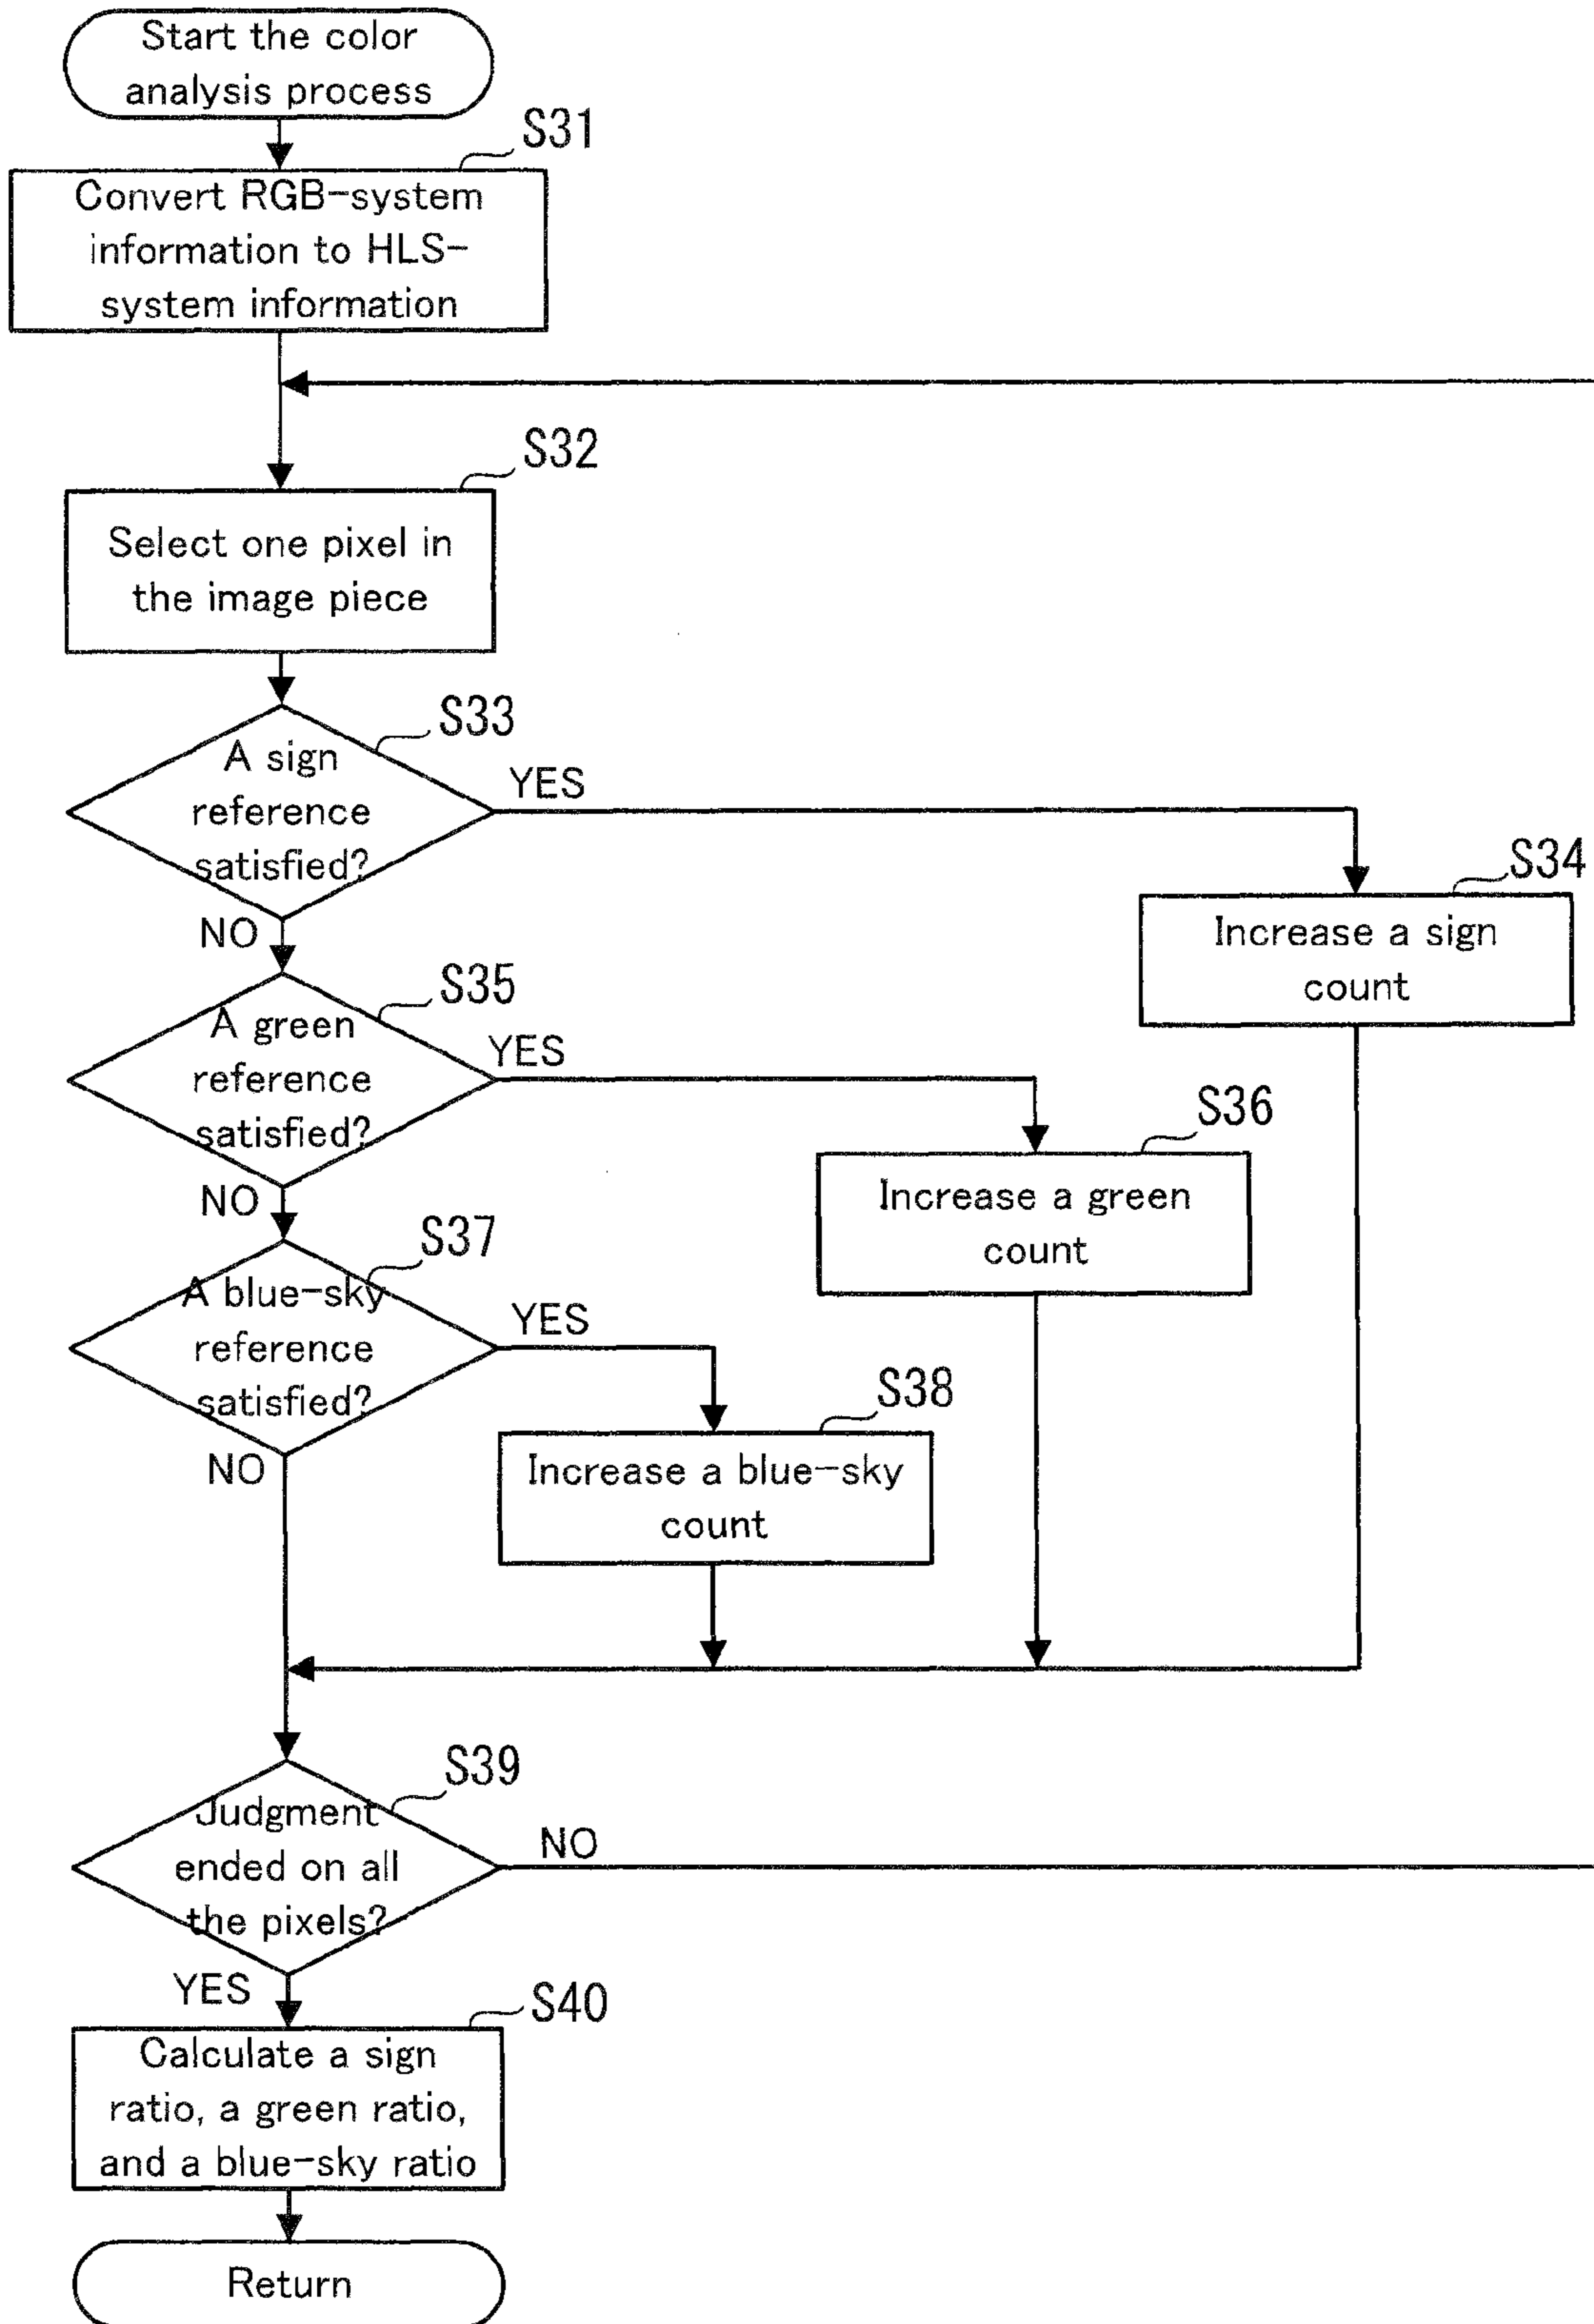 Start the color
analysis process
S31
Convert RGB-system
information to HLS-
system information
S32
Select one pixel in
the image piece
S33
A sign
reference
satisfied?
YES
NO
S34
Increase a sign
count
S35
A green
reference
satisfied?
YES
NO
S36
Increase a green
count
S37
A blue-sky
reference
satisfied?
YES
NO
S38
Increase a blue-sky
count
S39
Judgment
ended on all
the pixels?
NO
YES
S40
Calculate a sign
ratio, a green ratio,
and a blue-sky ratio
Return